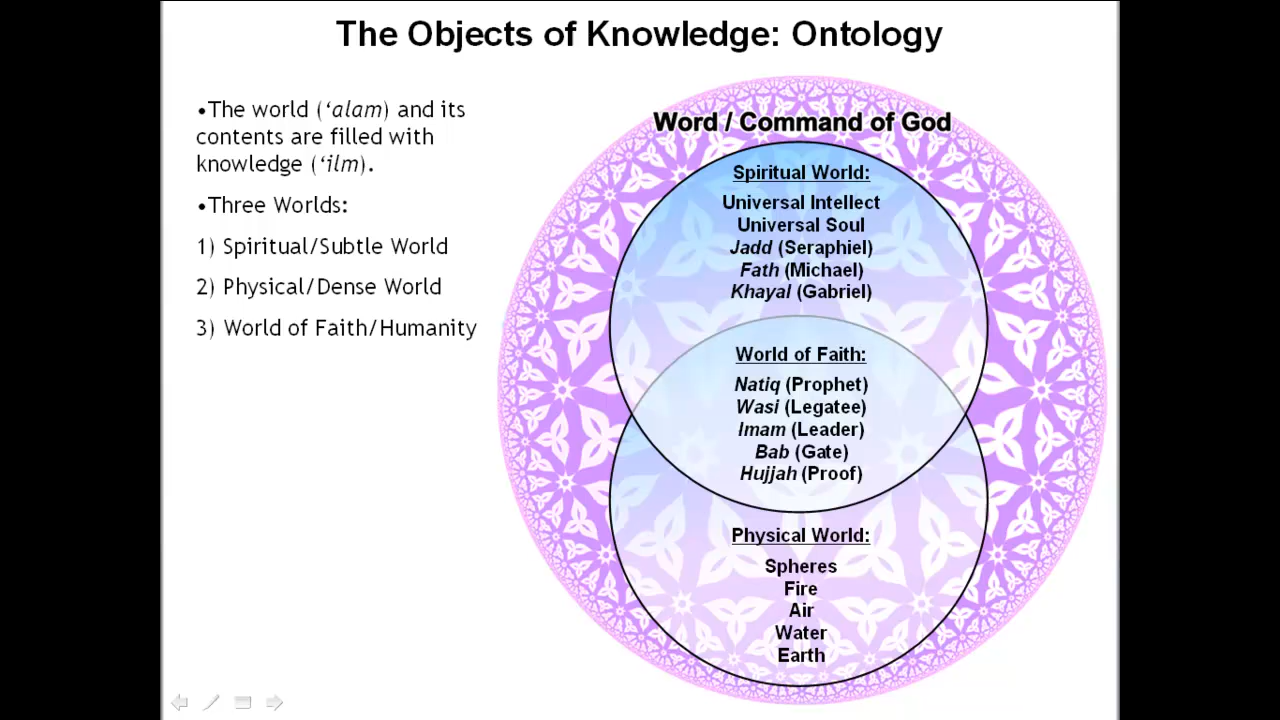 The Objects of Knowledge: Ontology
•The world (‘alam) and its
contents are filled with
knowledge (‘ilm).
•Three Worlds:
1) Spiritual/Subtle World
2) Physical/Dense World
3) World of Faith/Humanity
Word / Command of God
Spiritual World:
Universal Intellect
Universal Soul
Jadd (Seraphiel)
Fath (Michael)
Khayal (Gabriel)
World of Faith:
Natiq (Prophet)
Wasi (Legatee)
Imam (Leader)
Bab (Gate)
Hujjah (Proof)
Physical World:
Spheres
Fire
Air
Water
Earth